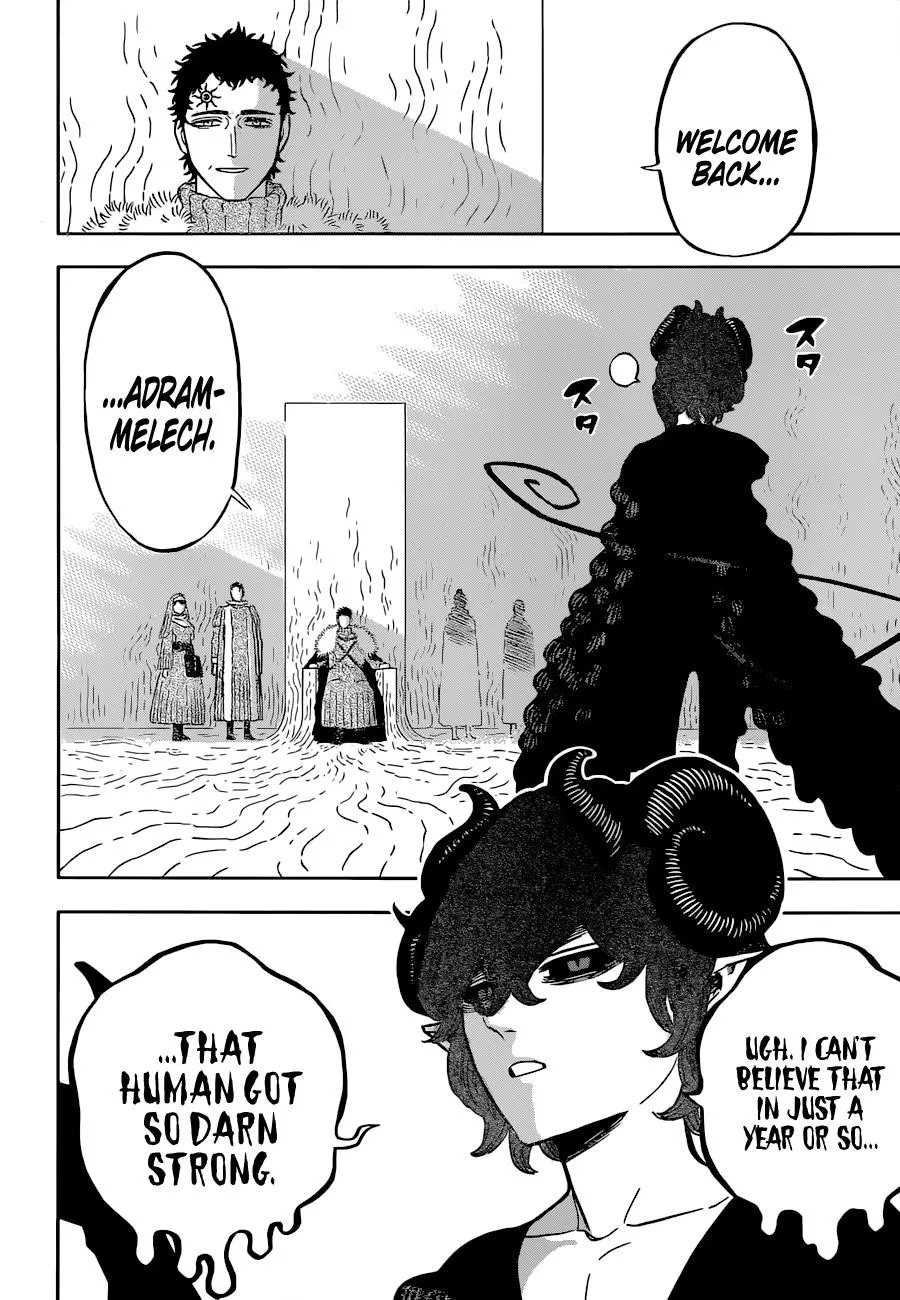 WELCOME
BACK...
...ADRAM-
MELECH.
スタ
スタ
UGH. I CAN'T
BELIEVE THAT
IN JUST A
YEAR OR SO...
...THAT
HUMAN GOT
SO DARN
STRONG.